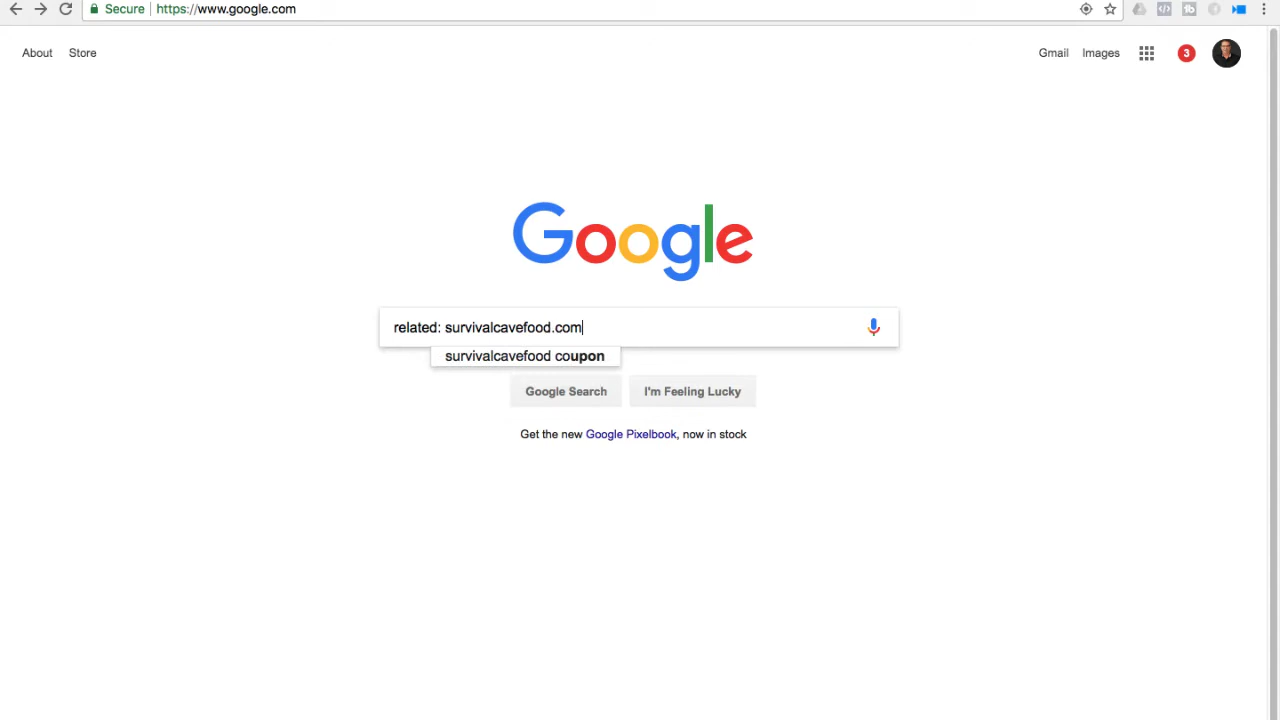 Secure https://www.google.com
About Store Gmail Images 3
Google
related: survivalcavefood.com
survivalcavefood coupon
Google Search I'm Feeling Lucky
Get the new Google Pixelbook, now in stock